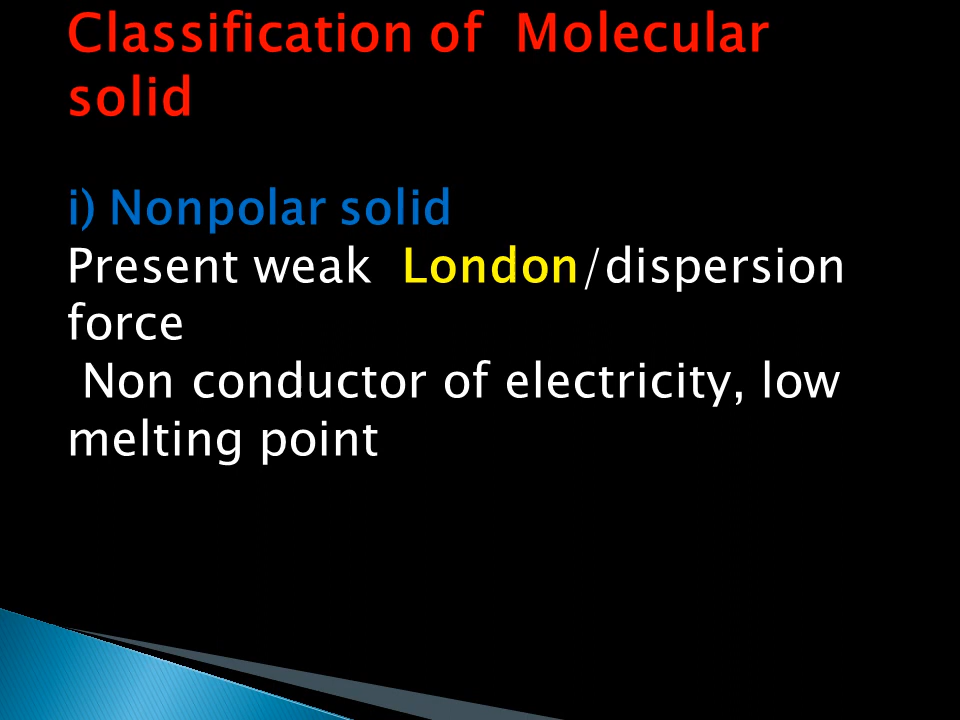 Classification of  Molecular
solid
i) Nonpolar solid
Present weak  London/dispersion
force
Non conductor of electricity, low
melting point